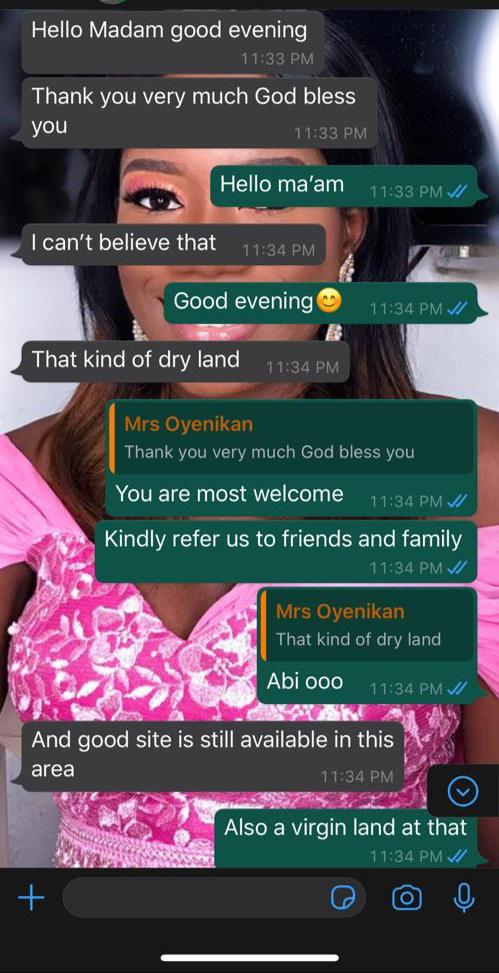 Hello Madam good evening
11:33 PM
Thank you very much God bless
you
11:33 PM
Hello ma’am
11:33 PM
I can’t believe that
11:34 PM
Good evening😊
11:34 PM
That kind of dry land
11:34 PM
Mrs Oyenikan
Thank you very much God bless you
You are most welcome
11:34 PM
Kindly refer us to friends and family
11:34 PM
Mrs Oyenikan
That kind of dry land
Abi ooo
11:34 PM
And good site is still available in this
area
11:34 PM
Also a virgin land at that
11:34 PM